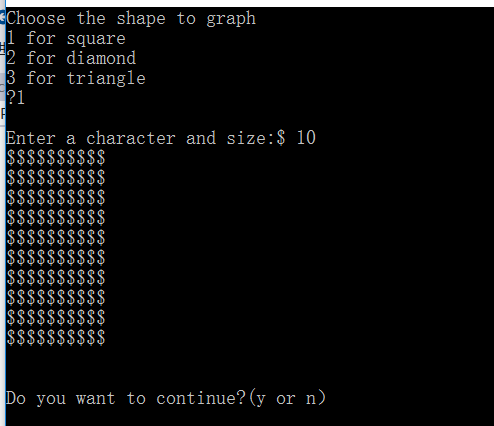 Choose the shape to graph
1 for square
2 for diamond
3 for triangle
?1
Enter a character and size:$ 10
$$$$$$$$$$
$$$$$$$$$$
$$$$$$$$$$
$$$$$$$$$$
$$$$$$$$$$
$$$$$$$$$$
$$$$$$$$$$
$$$$$$$$$$
$$$$$$$$$$
$$$$$$$$$$
Do you want to continue?(y or n)